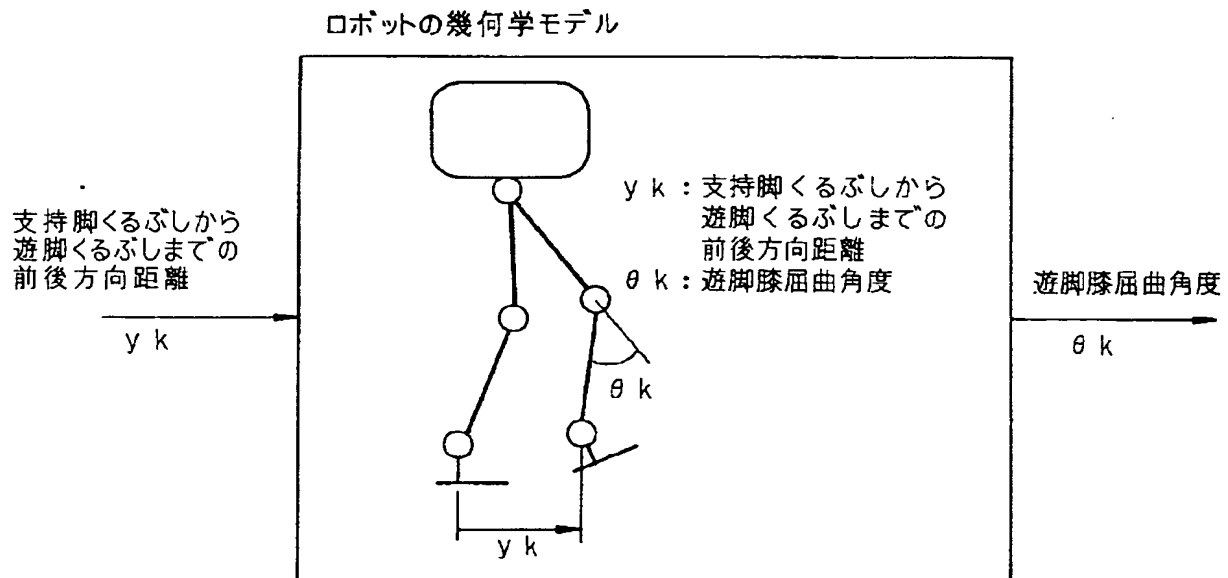 ロボットの幾何学モデル
支持脚くるぶしから
遊脚くるぶしまでの
前後方向距離
y k
y k : 支持脚くるぶしから
遊脚くるぶしまでの
前後方向距離
θ k : 遊脚膝屈曲角度
θ k
y k
遊脚膝屈曲角度
θ k